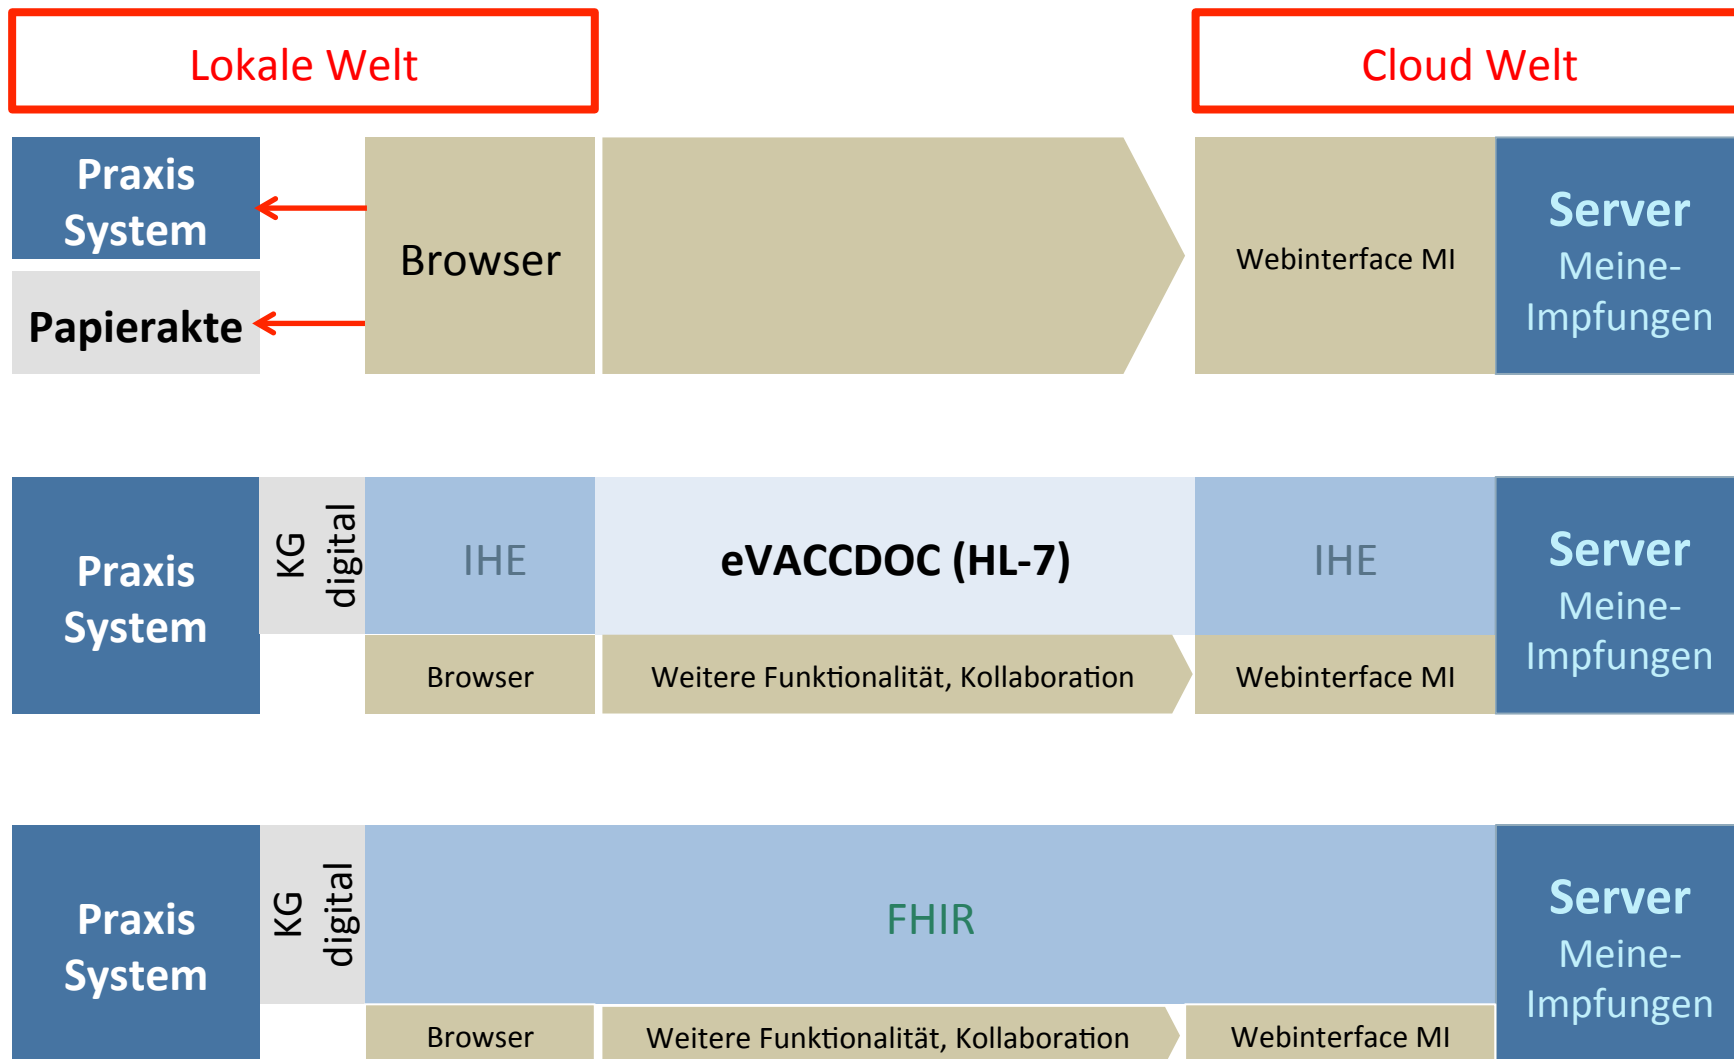 Lokale Welt
Cloud Welt
Praxis
System
Papierakte
Browser
Webinterface MI
Server
Meine-
Impfungen
Praxis
System
KG
digital
IHE
eVACCDOC (HL-7)
IHE
Browser
Weitere Funktionalität, Kollaboration
Webinterface MI
Server
Meine-
Impfungen
Praxis
System
KG
digital
FHIR
Browser
Weitere Funktionalität, Kollaboration
Webinterface MI
Server
Meine-
Impfungen